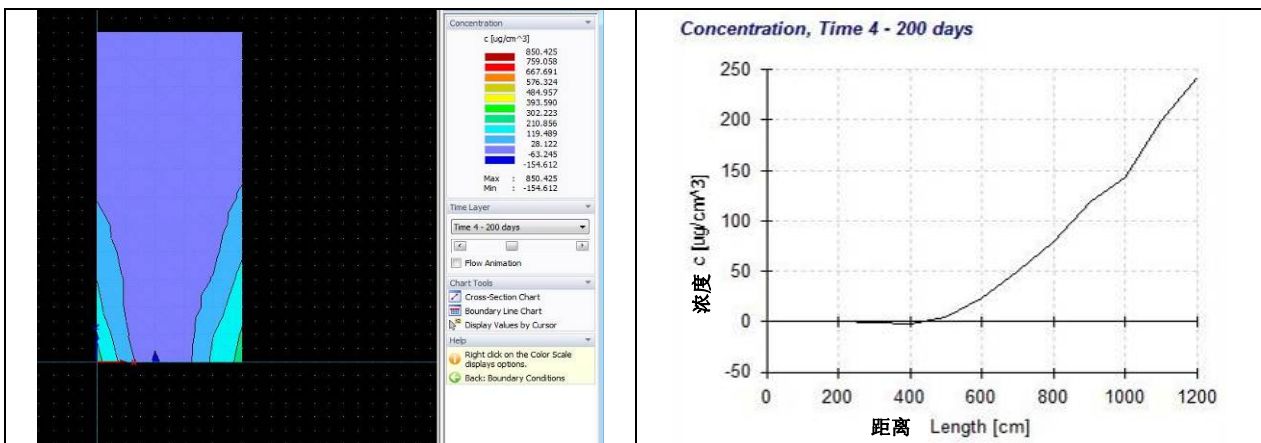 Concentration
c [ug/cm^3]
850.425
759.058
667.691
576.324
484.957
393.590
302.223
210.856
119.489
28.122
-63.245
-154.612
Max : 850.425
Min : -154.612
Time Layer
Time 4 - 200 days
Flow Animation
Chart Tools
Cross-Section Chart
Boundary Line Chart
Display Values by Cursor
Help
Right click on the Color Scale
displays options.
Back: Boundary Conditions
Concentration, Time 4 - 200 days
浓度 c [ug/cm^3]
250
200
150
100
50
0
-50
0 200 400 600 800 1000 1200
距离 Length [cm]